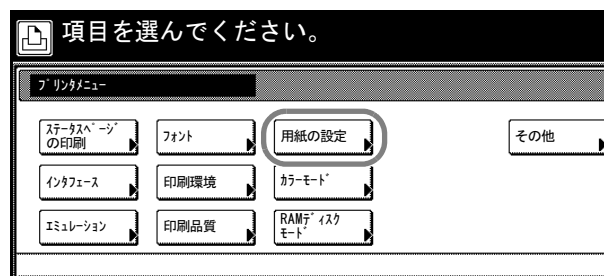 項目を選んでください。
ﾌﾟﾘﾝﾀﾒﾆｭｰ
ｽﾃｰﾀｽﾍﾟｰｼﾞ
の印刷
ﾌｫﾝﾄ
用紙の設定
その他
ｲﾝﾀﾌｪｰｽ
印刷環境
ｶﾗｰﾓｰﾄﾞ
ｴﾐｭﾚｰｼｮﾝ
印刷品質
RAMﾃﾞｨｽｸ
ﾓｰﾄﾞ